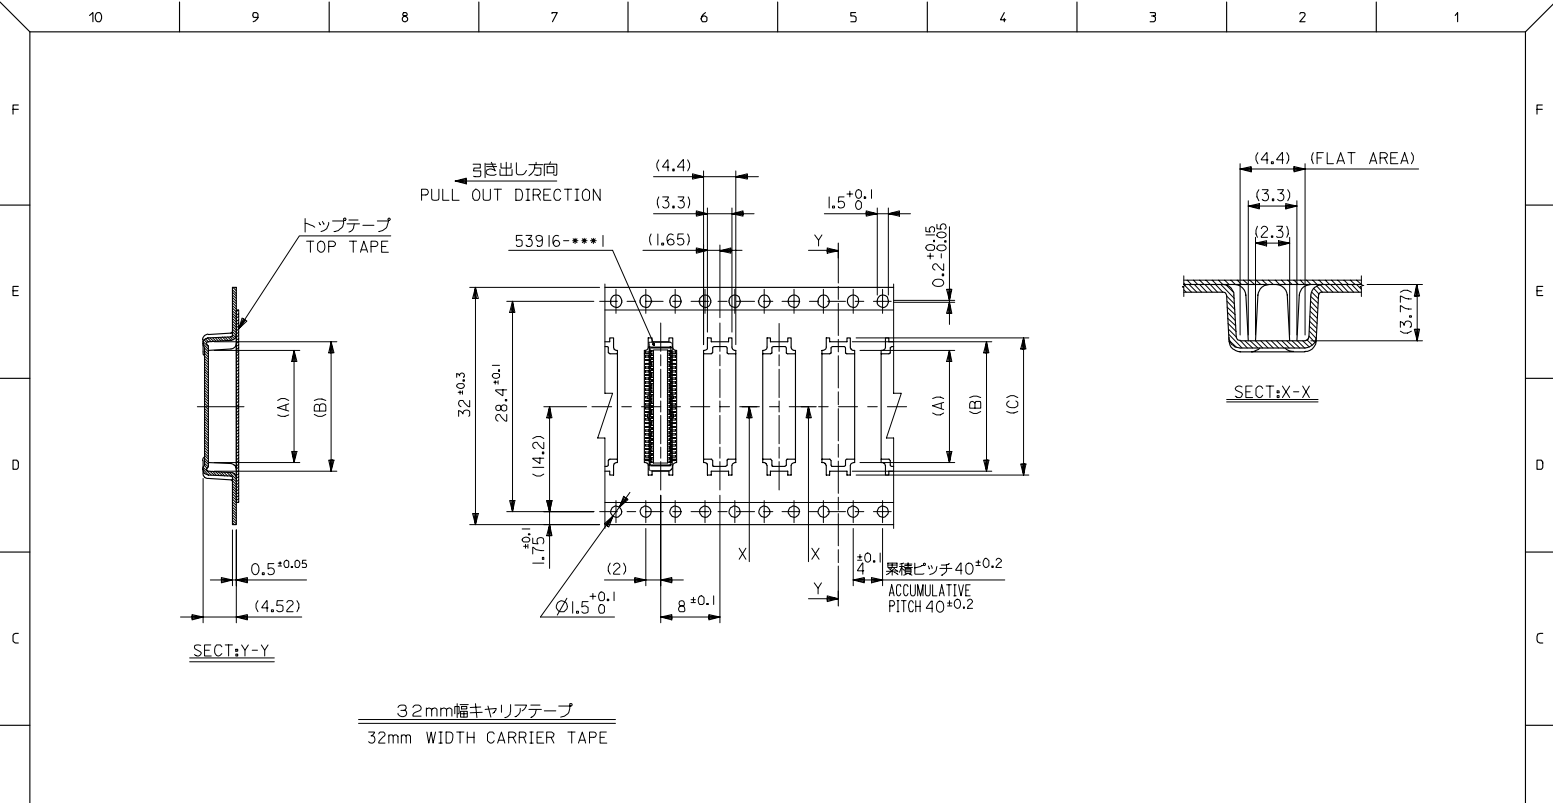 10 9 8 7 6 5 4 3 2 1
F F
引き出し方向
PULL OUT DIRECTION
(4.4)
(3.3)
(1.65)
53916-***1
1.5 +0.1 0
0.2 +0.15 -0.05
Y
(4.4) (FLAT AREA)
(3.3)
(2.3)
(3.77)
SECT:X-X
トップテープ
TOP TAPE
E E
(A)
(B)
32 ±0.3
28.4 ±0.1
(14.2)
1.75 ±0.1
(A)
(B)
(C)
D D
X X
(2)
Ø1.5 +0.1 0
8 ±0.1
Y
4 ±0.1
累積ピッチ40 ±0.2
ACCUMULATIVE
PITCH 40 ±0.2
0.5 ±0.05
(4.52)
SECT:Y-Y
C C
32mm幅キャリアテープ
32mm WIDTH CARRIER TAPE